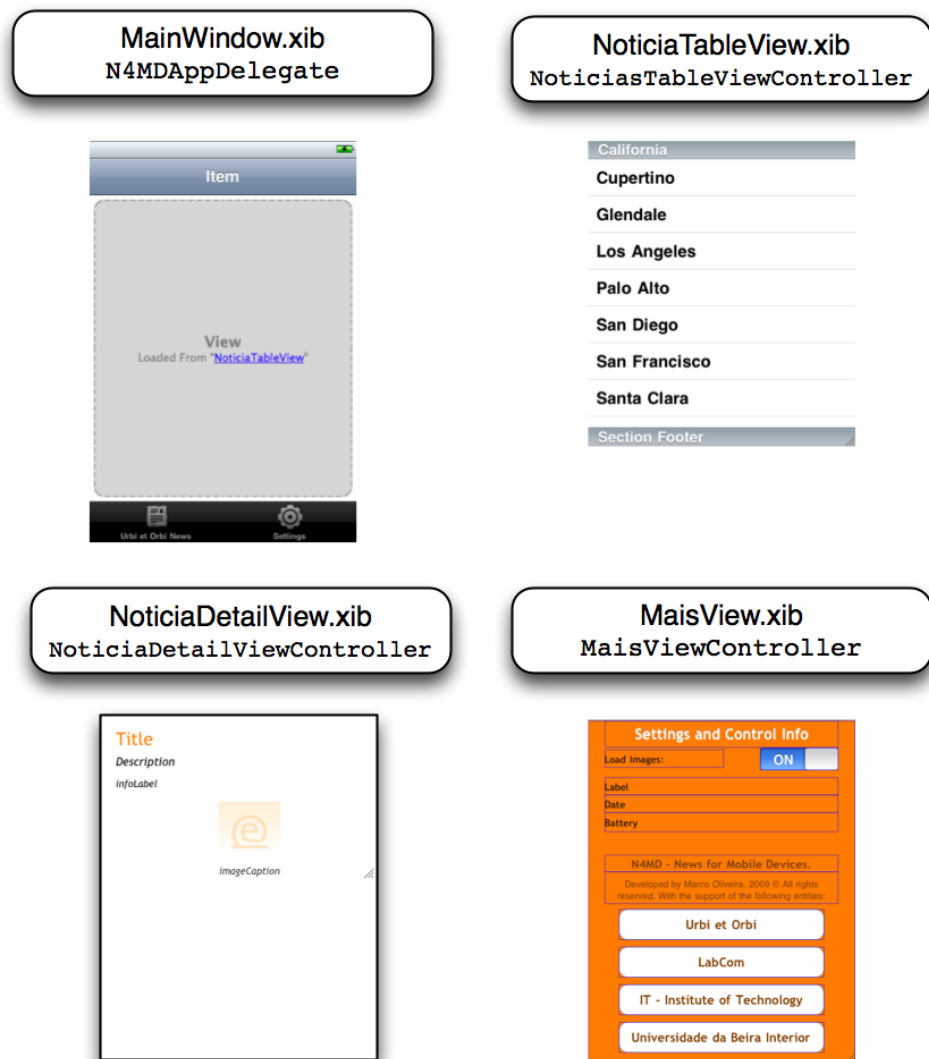 MainWindow.xib
N4MDAppDelegate
Item
View
Loaded From "NoticiaTableView"
Urbi et Orbi News
Settings
NoticiaTableView.xib
NoticiasTableViewController
California
Cupertino
Glendale
Los Angeles
Palo Alto
San Diego
San Francisco
Santa Clara
Section Footer
NoticiaDetailView.xib
NoticiaDetailViewController
Title
Description
infoLabel
imageCaption
MaisView.xib
MaisViewController
Settings and Control Info
Load Images:
ON
Label
Date
Battery
N4MD - News for Mobile Devices.
Developed by Marco Oliveira. 2009 © All rights
reserved. With the support of the following entities:
Urbi et Orbi
LabCom
IT - Institute of Technology
Universidade da Beira Interior